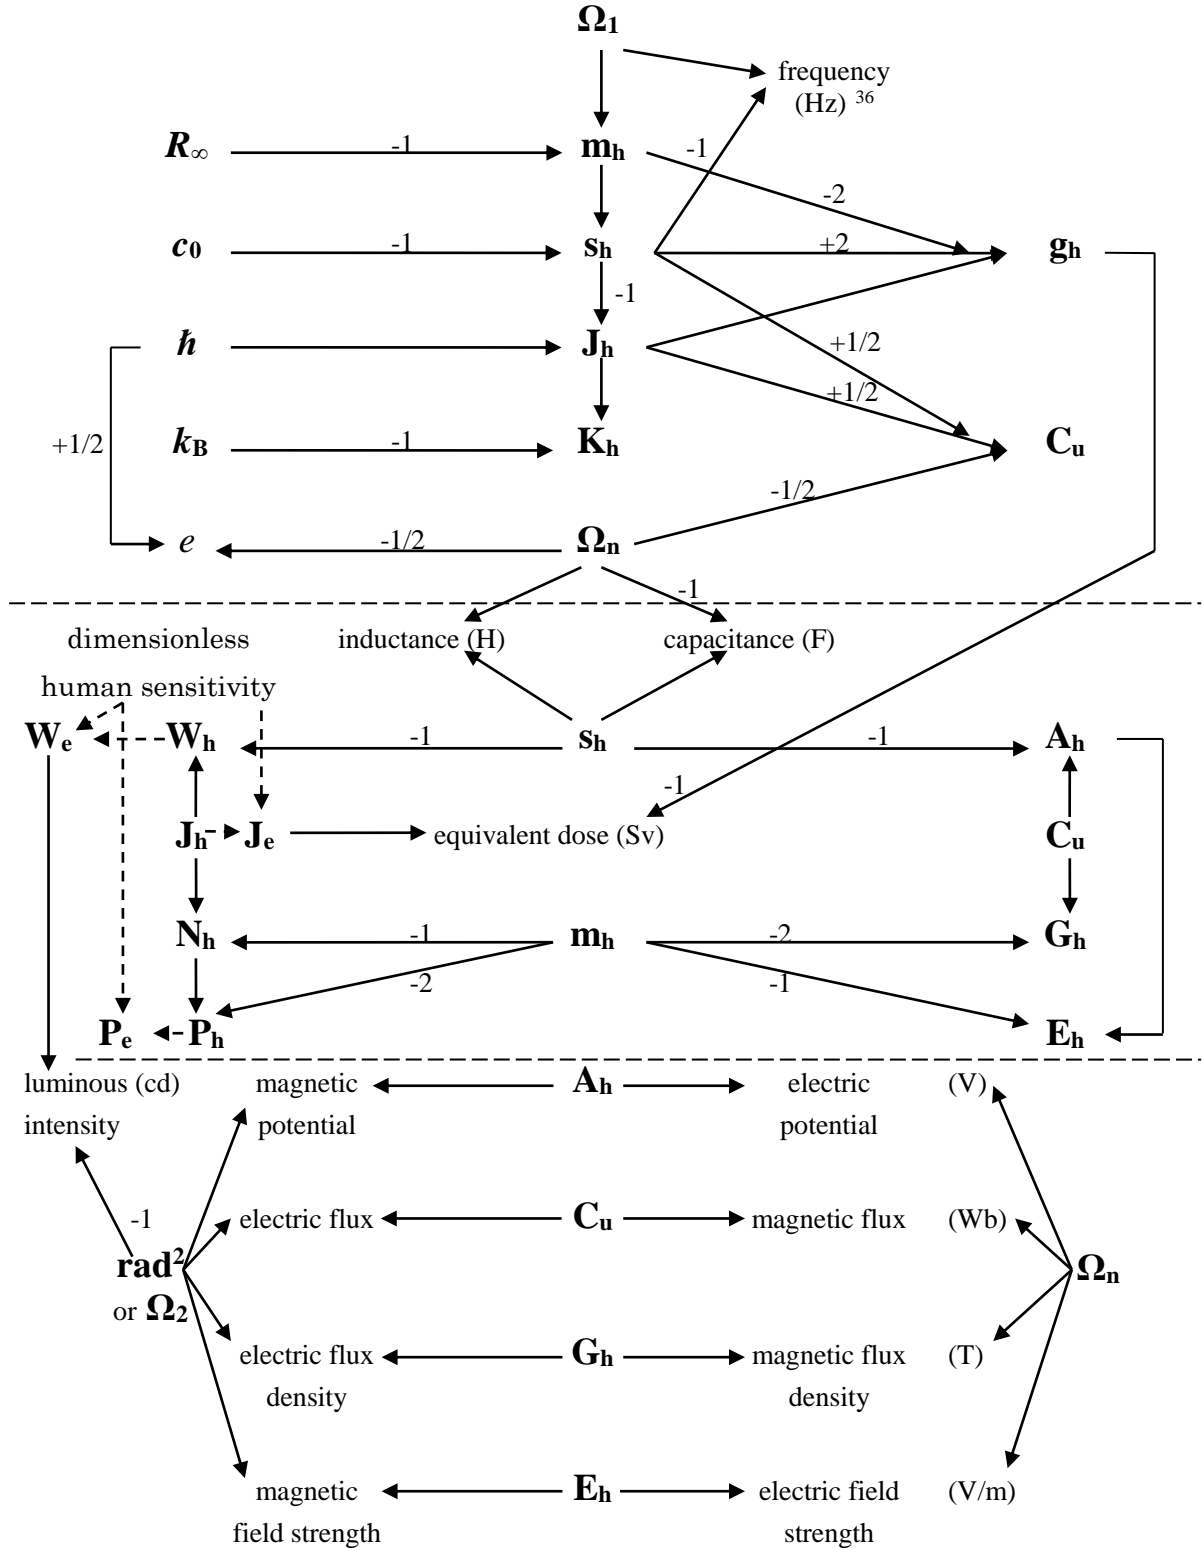 Ω₁
frequency
(Hz) ³⁶
R∞ -1 mₕ -1
-2
c₀ -1 sₕ +2 gₕ
-1
ℏ Jₕ +1/2
+1/2
+1/2 k_B -1 Kₕ Cᵤ
-1/2
e -1/2 Ωₙ
-1
dimensionless inductance (H) capacitance (F)
human sensitivity
Wₑ Wₕ -1 sₕ -1 Aₕ
-1
Jₕ Jₑ equivalent dose (Sv) Cᵤ
Nₕ -1 mₕ -2 Gₕ
-2 -1
Pₑ Pₕ Eₕ
luminous (cd) magnetic Aₕ electric (V)
intensity potential potential
-1 electric flux Cᵤ magnetic flux (Wb)
rad² Ωₙ
or Ω₂
electric flux Gₕ magnetic flux (T)
density density
magnetic Eₕ electric field (V/m)
field strength strength